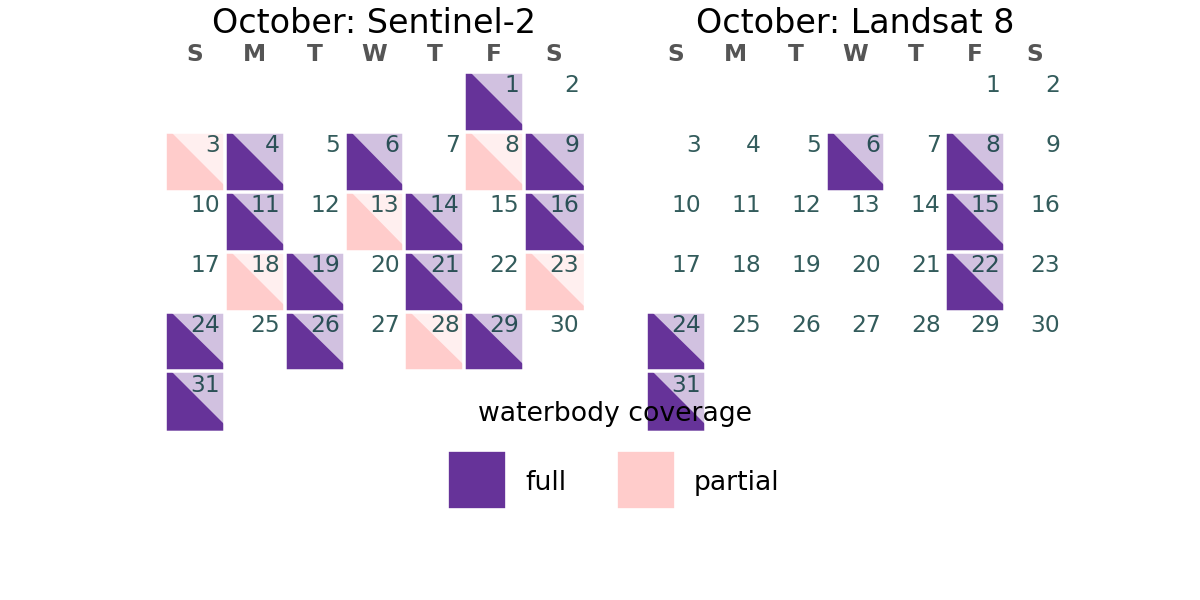 October: Sentinel-2
S M T W T F S
1 2
3 4 5 6 7 8 9
10 11 12 13 14 15 16
17 18 19 20 21 22 23
24 25 26 27 28 29 30
31
October: Landsat 8
S M T W T F S
1 2
3 4 5 6 7 8 9
10 11 12 13 14 15 16
17 18 19 20 21 22 23
24 25 26 27 28 29 30
31
waterbody coverage
full partial